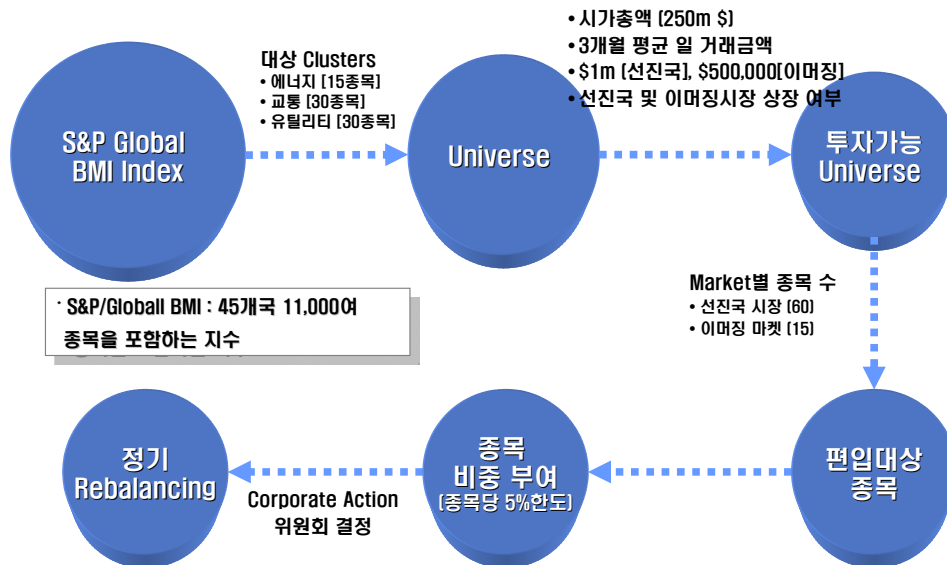 S&P Global
BMI Index
대상 Clusters
• 에너지 [15종목]
• 교통 [30종목]
• 유틸리티 [30종목]
Universe
• 시가총액 [250m $]
• 3개월 평균 일 거래금액
• $1m [선진국], $500,000[이머징]
• 선진국 및 이머징시장 상장 여부
투자가능
Universe
· S&P/Globall BMI : 45개국 11,000여
종목을 포함하는 지수
Market별 종목 수
• 선진국 시장 (60)
• 이머징 마켓 (15)
편입대상
종목
종목
비중 부여
(종목당 5%한도)
Corporate Action
위원회 결정
정기
Rebalancing